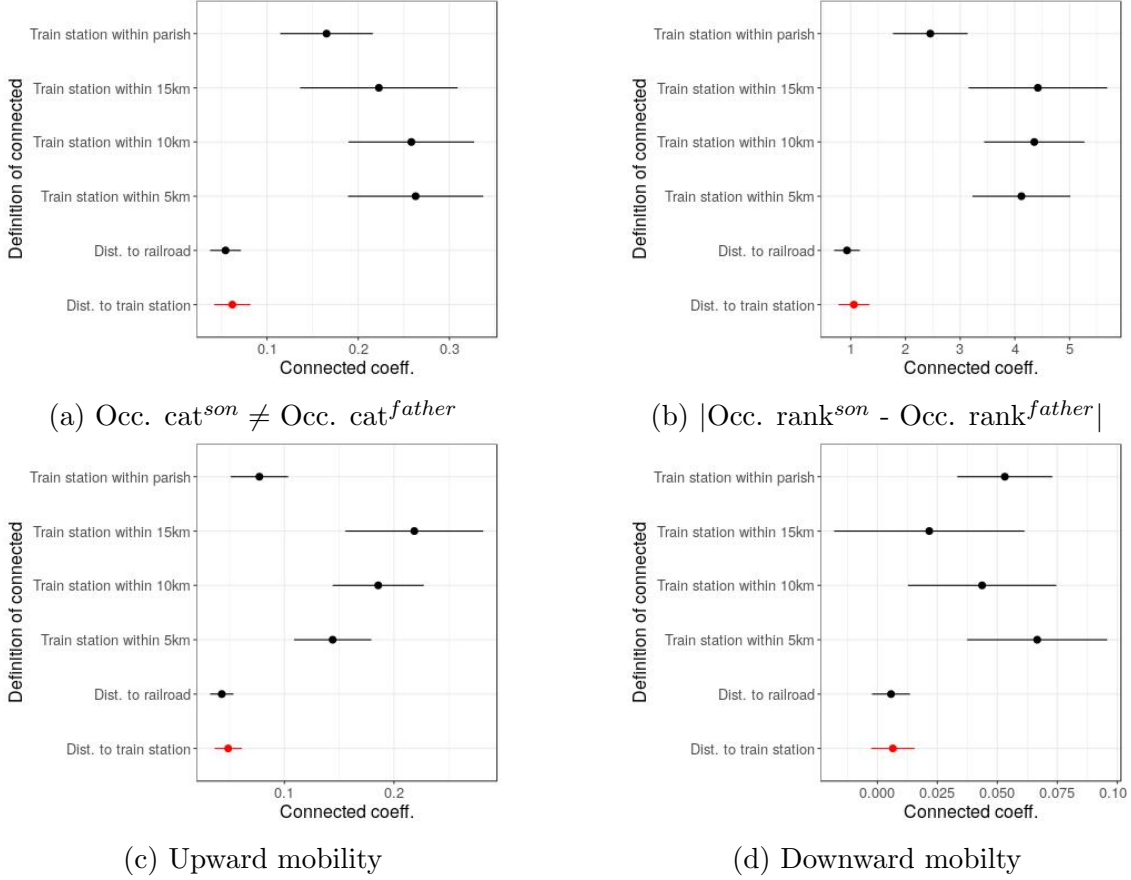 Definition of connected
Train station within parish
Train station within 15km
Train station within 10km
Train station within 5km
Dist. to railroad
Dist. to train station
0.1 0.2 0.3
Connected coeff.
(a) Occ. cat^son ≠ Occ. cat^father
Definition of connected
Train station within parish
Train station within 15km
Train station within 10km
Train station within 5km
Dist. to railroad
Dist. to train station
1 2 3 4 5
Connected coeff.
(b) |Occ. rank^son - Occ. rank^father|
Definition of connected
Train station within parish
Train station within 15km
Train station within 10km
Train station within 5km
Dist. to railroad
Dist. to train station
0.1 0.2
Connected coeff.
(c) Upward mobility
Definition of connected
Train station within parish
Train station within 15km
Train station within 10km
Train station within 5km
Dist. to railroad
Dist. to train station
0.000 0.025 0.050 0.075 0.10
Connected coeff.
(d) Downward mobilty